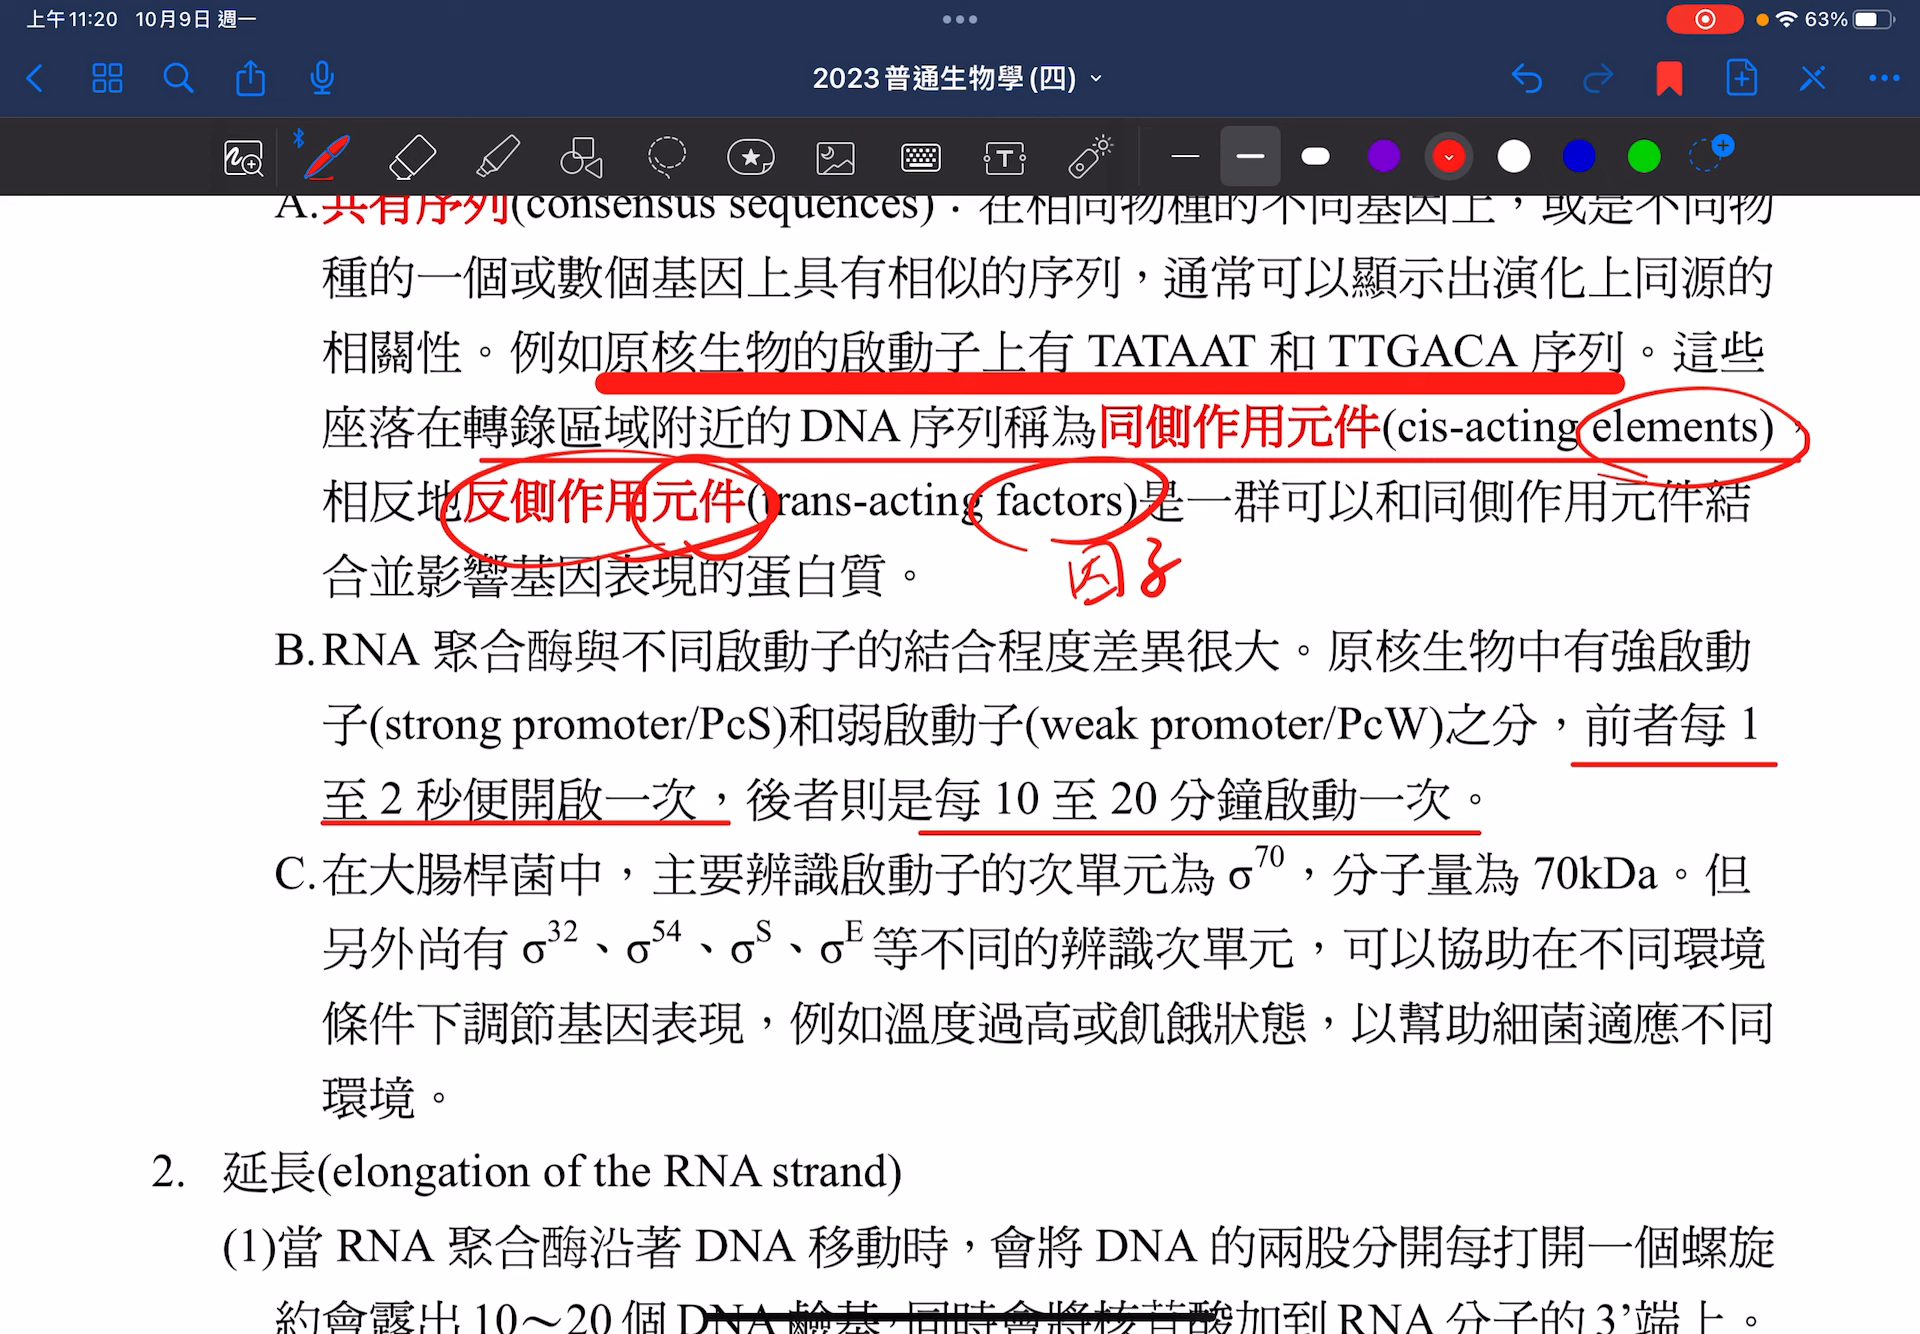 上午11:20 10月9日 週一
63%
2023普通生物學(四)
A.共有序列(consensus sequences)：在相同物種的不同基因上，或是不同物
種的一個或數個基因上具有相似的序列，通常可以顯示出演化上同源的
相關性。例如原核生物的啟動子上有 TATAAT 和 TTGACA 序列。這些
座落在轉錄區域附近的 DNA 序列稱為同側作用元件(cis-acting elements)，
相反地反側作用元件(trans-acting factors)是一群可以和同側作用元件結
因子
合並影響基因表現的蛋白質。
B.RNA 聚合酶與不同啟動子的結合程度差異很大。原核生物中有強啟動
子(strong promoter/PcS)和弱啟動子(weak promoter/PcW)之分，前者每 1
至 2 秒便開啟一次，後者則是每 10 至 20 分鐘啟動一次。
C.在大腸桿菌中，主要辨識啟動子的次單元為 σ⁷⁰，分子量為 70kDa。但
另外尚有 σ³²、σ⁵⁴、σˢ、σᴱ 等不同的辨識次單元，可以協助在不同環境
條件下調節基因表現，例如溫度過高或飢餓狀態，以幫助細菌適應不同
環境。
2. 延長(elongation of the RNA strand)
(1)當 RNA 聚合酶沿著 DNA 移動時，會將 DNA 的兩股分開每打開一個螺旋
約會露出 10～20 個 DNA 鹼基，同時會將核苷酸加到 RNA 分子的 3’端上。